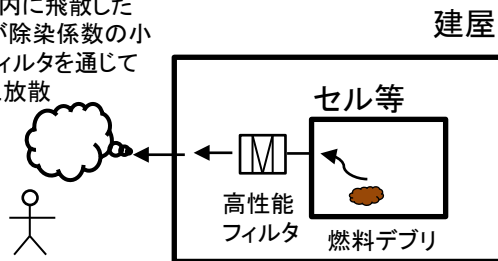 内に飛散した
が除染係数の小
ィルタを通じて
放散
建屋
セル等
高性能
フィルタ
燃料デブリ